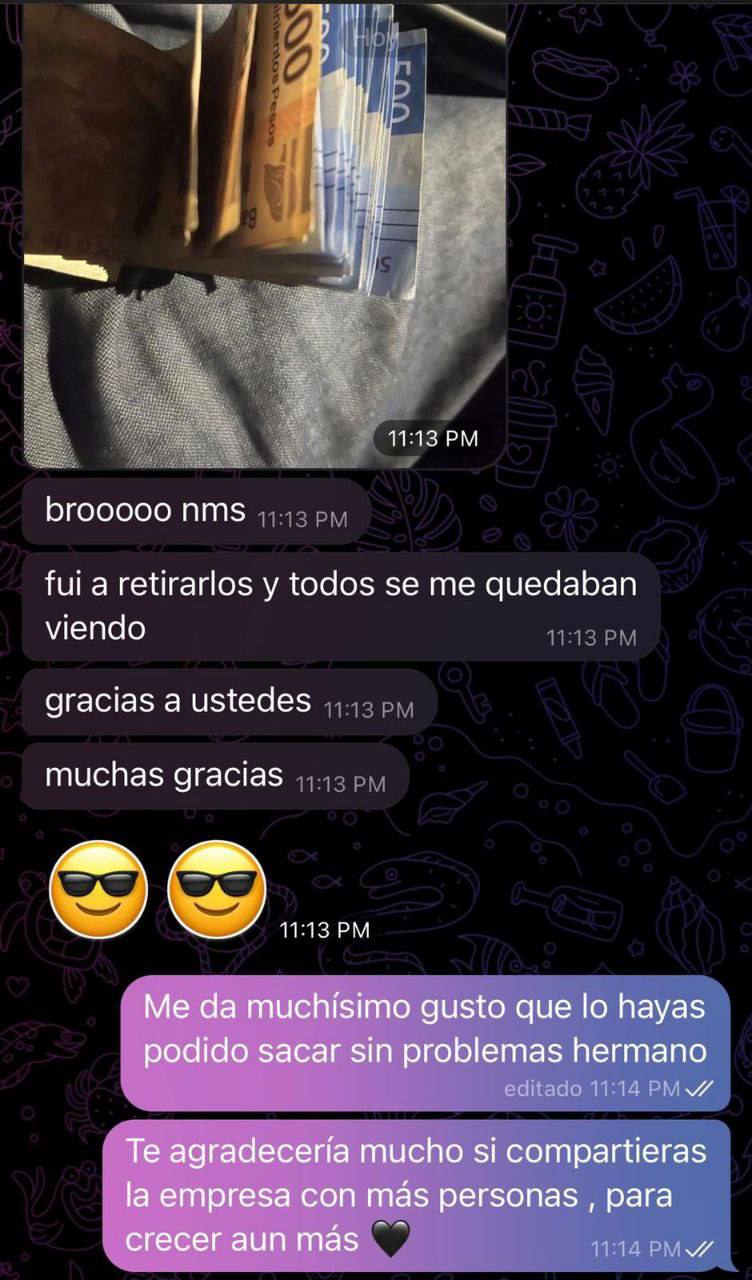 500
Hoy
500
11:13 PM
brooooo nms 11:13 PM
fui a retirarlos y todos se me quedaban
viendo 11:13 PM
gracias a ustedes 11:13 PM
muchas gracias 11:13 PM
11:13 PM
Me da muchísimo gusto que lo hayas
podido sacar sin problemas hermano
editado 11:14 PM
Te agradecería mucho si compartieras
la empresa con más personas , para
crecer aun más 🖤 11:14 PM